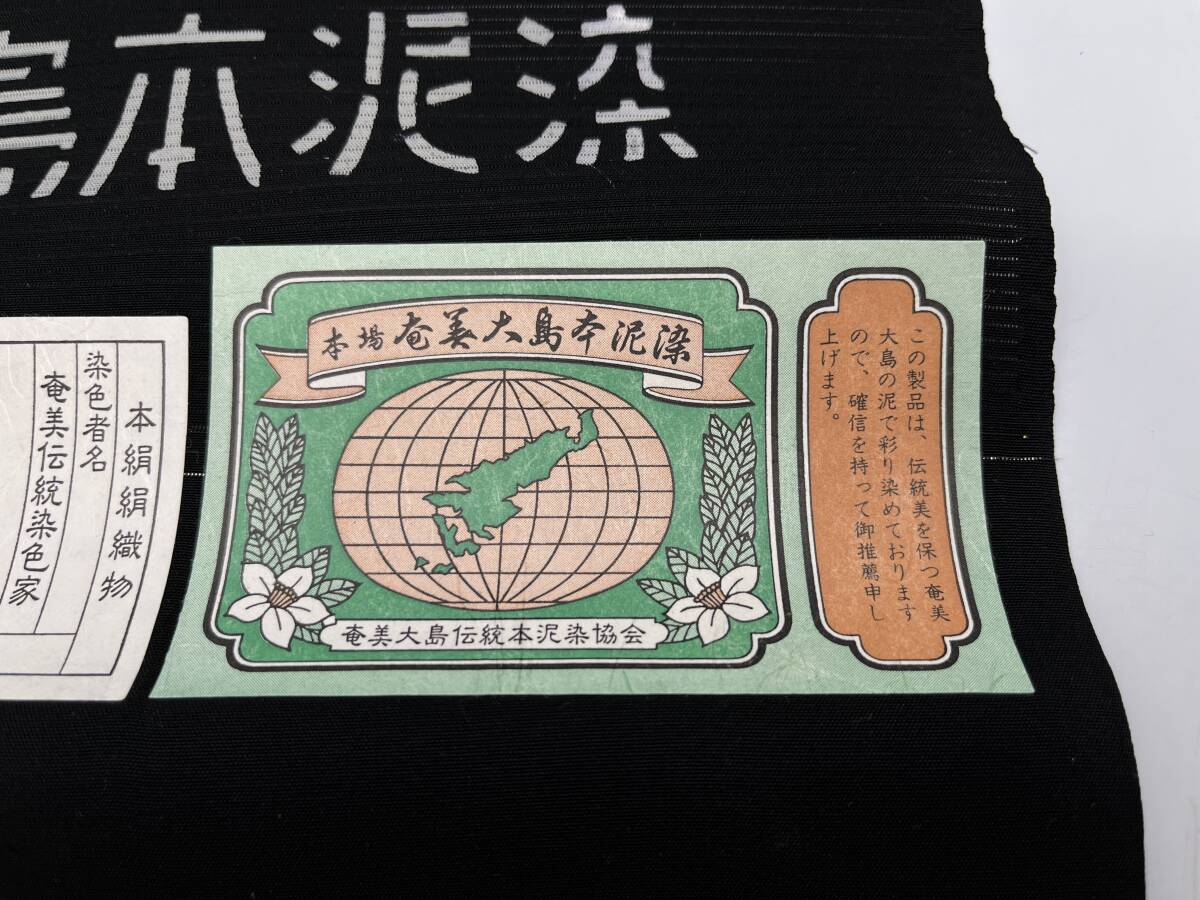 島本泥染
本場奄美大島本泥染
奄美大島伝統本泥染協会
この製品は、伝統美を保つ奄美
大島の泥で彩り染めております
ので、確信を持って御推薦申し
上げます。
本絹絹織物
染色者名
奄美伝統染色家